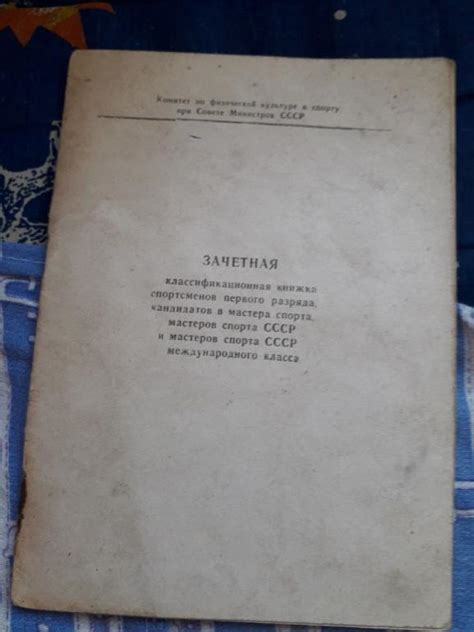 Комитет по физической культуре и спорту
при Совете Министров СССР
ЗАЧЕТНАЯ
классификационная книжка
спортсменов первого разряда,
кандидатов в мастера спорта,
мастеров спорта СССР
и мастеров спорта СССР
международного класса